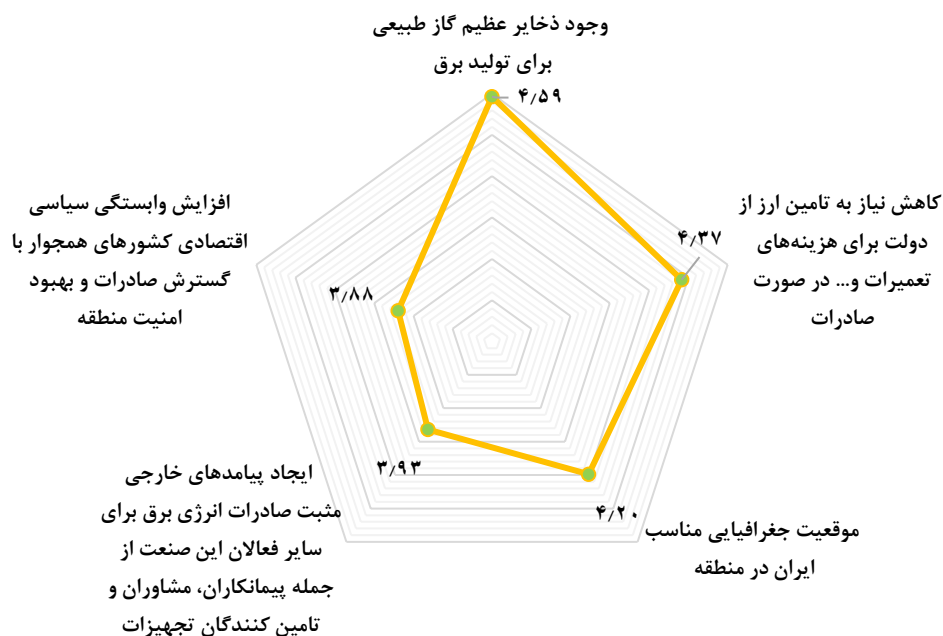 وجود ذخایر عظیم گاز طبیعی
برای تولید برق
۴/۵۹
کاهش نیاز به تامین ارز از
دولت برای هزینه‌های
تعمیرات و... در صورت
صادرات
۴/۳۷
موقعیت جغرافیایی مناسب
ایران در منطقه
۴/۲۰
ایجاد پیامدهای خارجی
مثبت صادرات انرژی برق برای
سایر فعالان این صنعت از
جمله پیمانکاران، مشاوران و
تامین کنندگان تجهیزات
۳/۹۳
افزایش وابستگی سیاسی
اقتصادی کشورهای همجوار با
گسترش صادرات و بهبود
امنیت منطقه
۳/۸۸